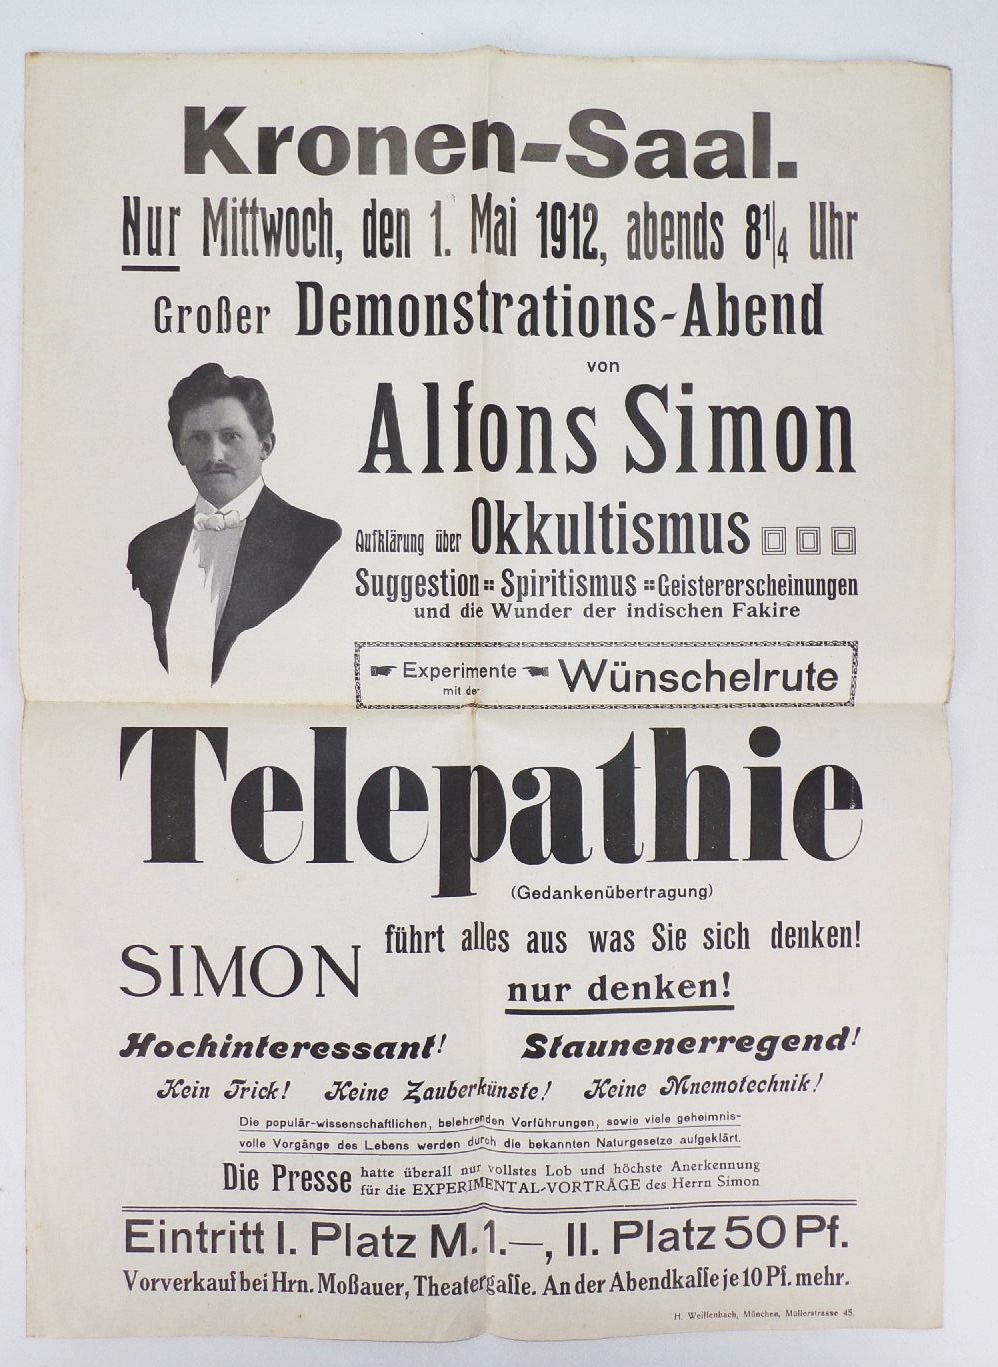 Kronen-Saal.
Nur Mittwoch, den 1. Mai 1912, abends 8 1/4 Uhr
Großer Demonstrations-Abend
von
Alfons Simon
Aufklärung über Okkultismus
Suggestion = Spiritismus = Geistererscheinungen
und die Wunder der indischen Fakire
Experimente mit der Wünschelrute
Telepathie
(Gedankenübertragung)
SIMON führt alles aus was Sie sich denken!
nur denken!
Hochinteressant! Staunenerregend!
Kein Trick! Keine Zauberkünste! Keine Mnemotechnik!
Die populär-wissenschaftlichen, belehrenden Vorführungen, sowie viele geheimnis-
volle Vorgänge des Lebens werden durch die bekannten Naturgesetze aufgeklärt.
Die Presse hatte überall nur vollstes Lob und höchste Anerkennung
für die EXPERIMENTAL-VORTRÄGE des Herrn Simon
Eintritt I. Platz M. 1.—, II. Platz 50 Pf.
Vorverkauf bei Hrn. Moßauer, Theatergasse. An der Abendkasse je 10 Pf. mehr.
H. Weiffenbach, München, Müllerstrasse 45.